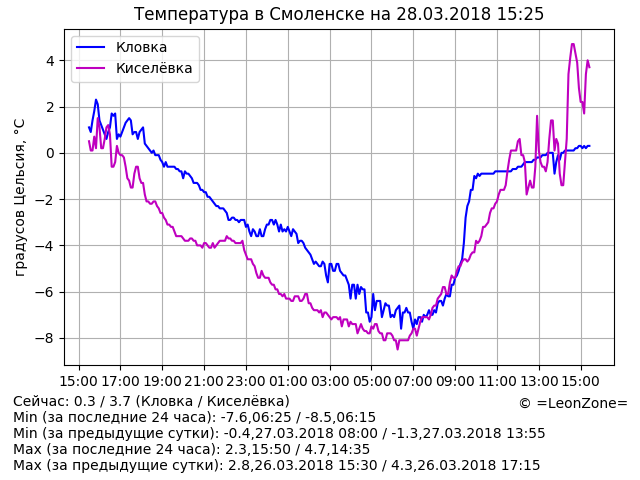 Температура в Смоленске на 28.03.2018 15:25
Кловка
Киселёвка
градусов Цельсия, °C
4
2
0
−2
−4
−6
−8
15:00 17:00 19:00 21:00 23:00 01:00 03:00 05:00 07:00 09:00 11:00 13:00 15:00
Сейчас: 0.3 / 3.7 (Кловка / Киселёвка)
© =LeonZone=
Min (за последние 24 часа): -7.6,06:25 / -8.5,06:15
Min (за предыдущие сутки): -0.4,27.03.2018 08:00 / -1.3,27.03.2018 13:55
Max (за последние 24 часа): 2.3,15:50 / 4.7,14:35
Max (за предыдущие сутки): 2.8,26.03.2018 15:30 / 4.3,26.03.2018 17:15